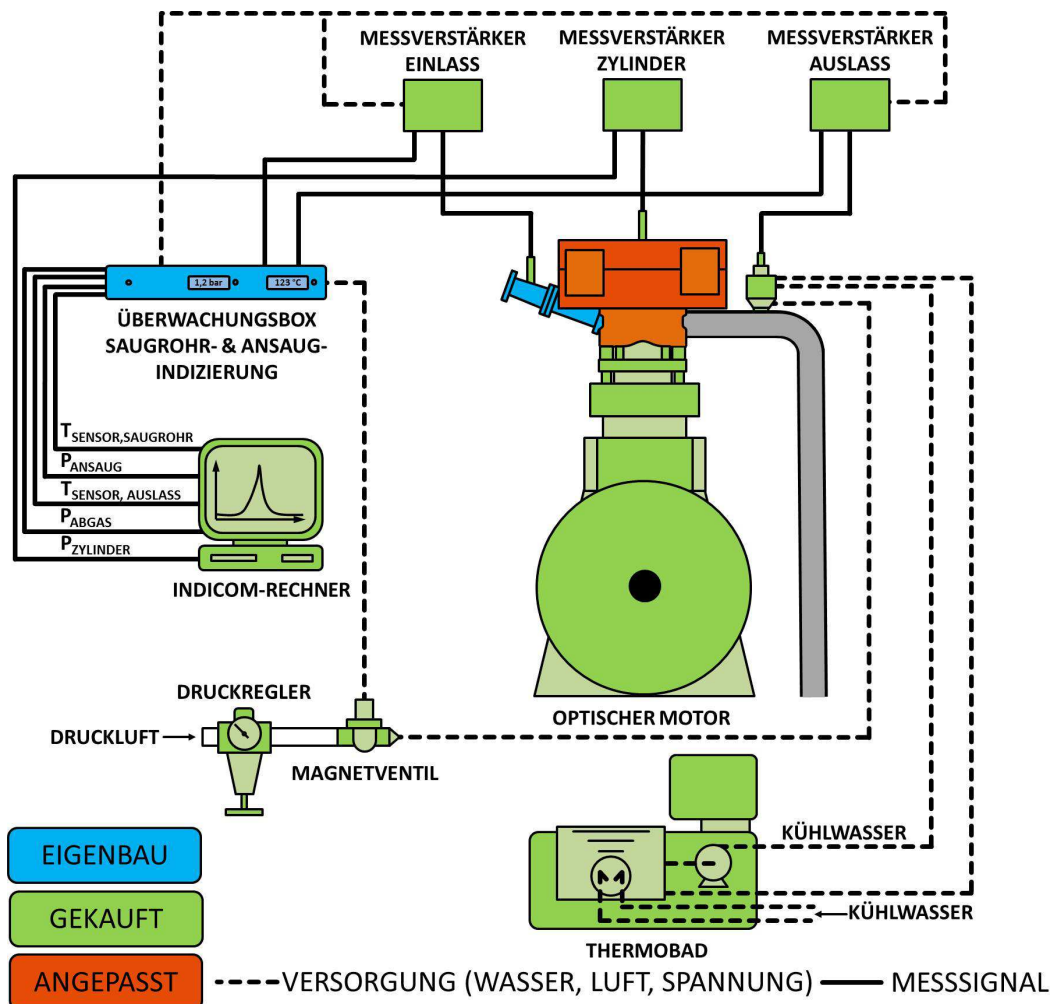 MESSVERSTÄRKER
EINLASS
MESSVERSTÄRKER
ZYLINDER
MESSVERSTÄRKER
AUSLASS
1,2 bar
123 °C
ÜBERWACHUNGSBOX
SAUGROHR- & ANSAUG-
INDIZIERUNG
TSENSOR,SAUGROHR
PANSAUG
TSENSOR, AUSLASS
PABGAS
PZYLINDER
INDICOM-RECHNER
DRUCKREGLER
DRUCKLUFT
MAGNETVENTIL
OPTISCHER MOTOR
KÜHLWASSER
KÜHLWASSER
THERMOBAD
EIGENBAU
GEKAUFT
ANGEPASST
VERSORGUNG (WASSER, LUFT, SPANNUNG)
MESSSIGNAL